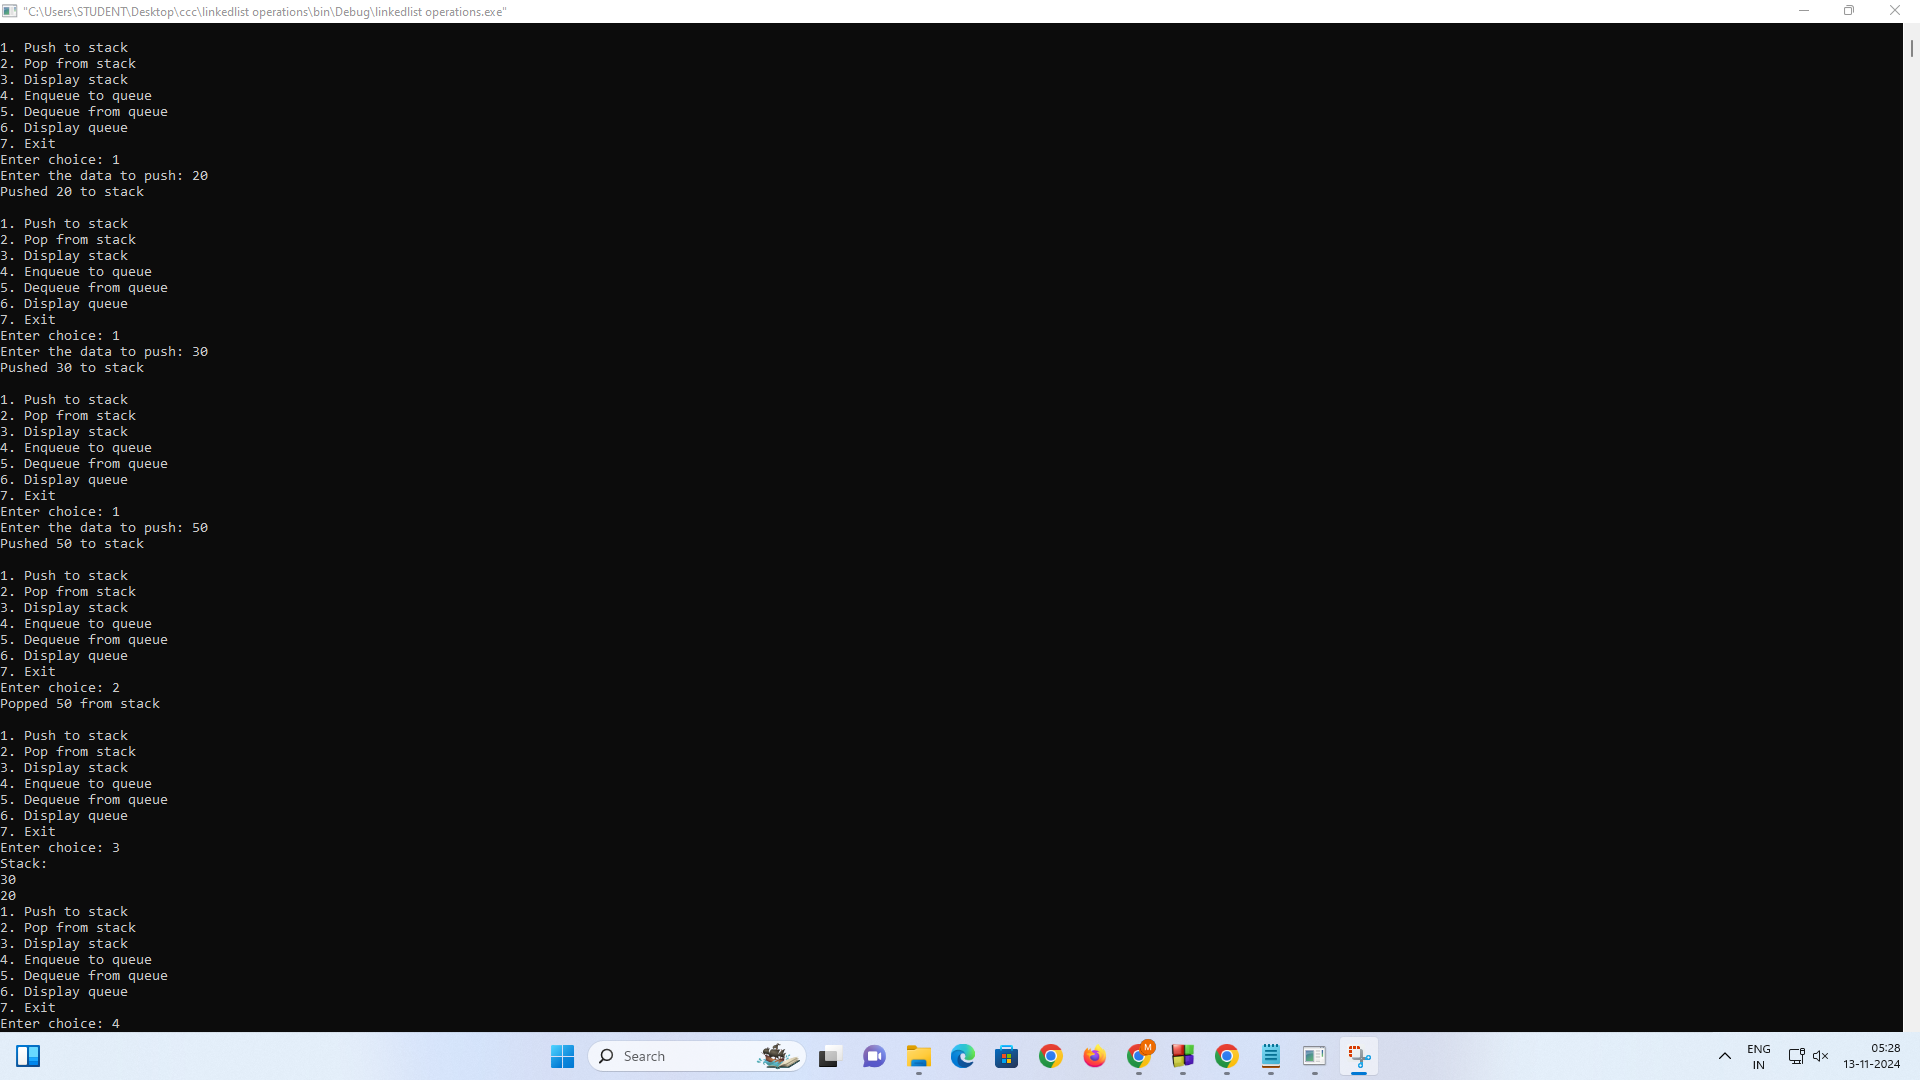 "C:\Users\STUDENT\Desktop\ccc\linkedlist operations\bin\Debug\linkedlist operations.exe"
1. Push to stack
2. Pop from stack
3. Display stack
4. Enqueue to queue
5. Dequeue from queue
6. Display queue
7. Exit
Enter choice: 1
Enter the data to push: 20
Pushed 20 to stack
1. Push to stack
2. Pop from stack
3. Display stack
4. Enqueue to queue
5. Dequeue from queue
6. Display queue
7. Exit
Enter choice: 1
Enter the data to push: 30
Pushed 30 to stack
1. Push to stack
2. Pop from stack
3. Display stack
4. Enqueue to queue
5. Dequeue from queue
6. Display queue
7. Exit
Enter choice: 1
Enter the data to push: 50
Pushed 50 to stack
1. Push to stack
2. Pop from stack
3. Display stack
4. Enqueue to queue
5. Dequeue from queue
6. Display queue
7. Exit
Enter choice: 2
Popped 50 from stack
1. Push to stack
2. Pop from stack
3. Display stack
4. Enqueue to queue
5. Dequeue from queue
6. Display queue
7. Exit
Enter choice: 3
Stack:
30
20
1. Push to stack
2. Pop from stack
3. Display stack
4. Enqueue to queue
5. Dequeue from queue
6. Display queue
7. Exit
Enter choice: 4
Search
M
ENG
IN
05:28
13-11-2024